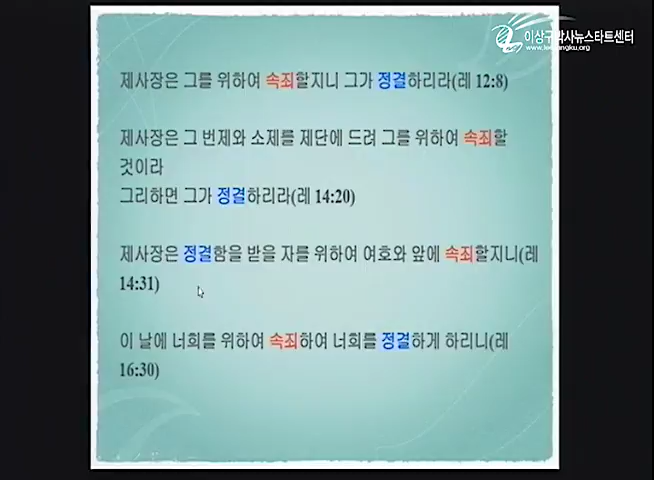 이상구박사뉴스타트센터
www.leesangku.org
제사장은 그를 위하여 속죄할지니 그가 정결하리라(레 12:8)
제사장은 그 번제와 소제를 제단에 드려 그를 위하여 속죄할
것이라
그리하면 그가 정결하리라(레 14:20)
제사장은 정결함을 받을 자를 위하여 여호와 앞에 속죄할지니(레
14:31)
이 날에 너희를 위하여 속죄하여 너희를 정결하게 하리니(레
16:30)